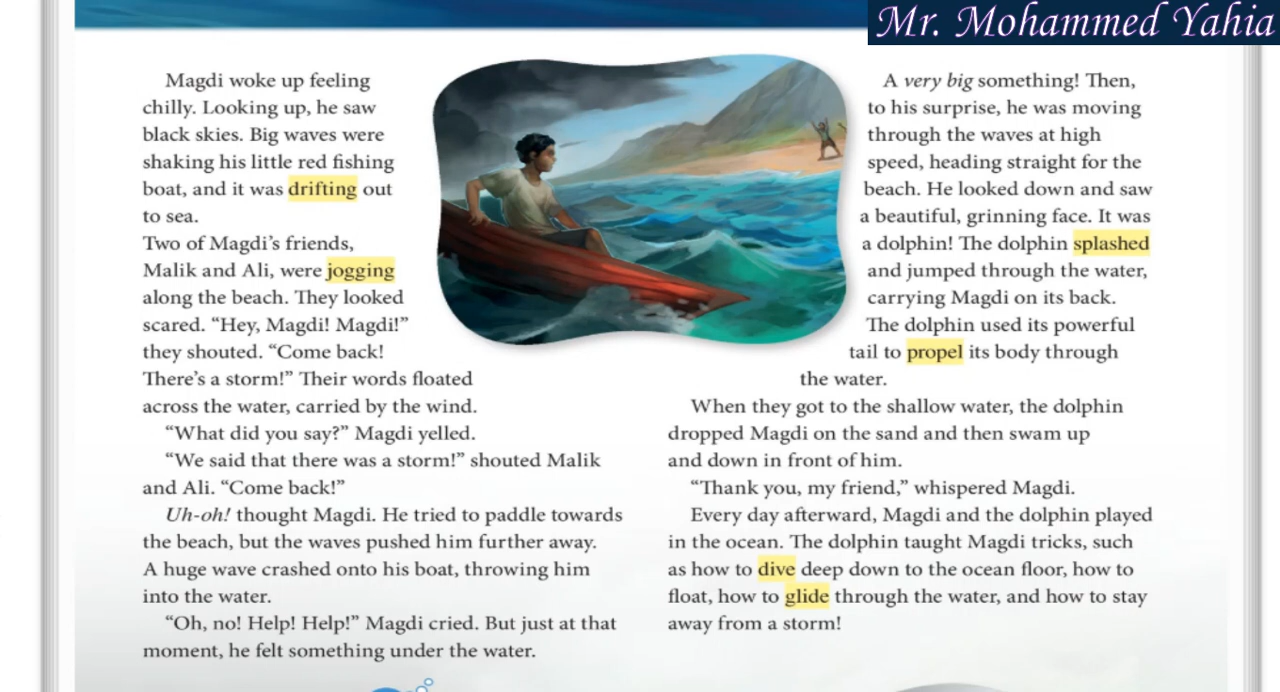 Mr. Mohammed Yahia
Magdi woke up feeling
chilly. Looking up, he saw
black skies. Big waves were
shaking his little red fishing
boat, and it was drifting out
to sea.
Two of Magdi’s friends,
Malik and Ali, were jogging
along the beach. They looked
scared. “Hey, Magdi! Magdi!”
they shouted. “Come back!
There’s a storm!” Their words floated
across the water, carried by the wind.
“What did you say?” Magdi yelled.
“We said that there was a storm!” shouted Malik
and Ali. “Come back!”
Uh-oh! thought Magdi. He tried to paddle towards
the beach, but the waves pushed him further away.
A huge wave crashed onto his boat, throwing him
into the water.
“Oh, no! Help! Help!” Magdi cried. But just at that
moment, he felt something under the water.
A very big something! Then,
to his surprise, he was moving
through the waves at high
speed, heading straight for the
beach. He looked down and saw
a beautiful, grinning face. It was
a dolphin! The dolphin splashed
and jumped through the water,
carrying Magdi on its back.
The dolphin used its powerful
tail to propel its body through
the water.
When they got to the shallow water, the dolphin
dropped Magdi on the sand and then swam up
and down in front of him.
“Thank you, my friend,” whispered Magdi.
Every day afterward, Magdi and the dolphin played
in the ocean. The dolphin taught Magdi tricks, such
as how to dive deep down to the ocean floor, how to
float, how to glide through the water, and how to stay
away from a storm!